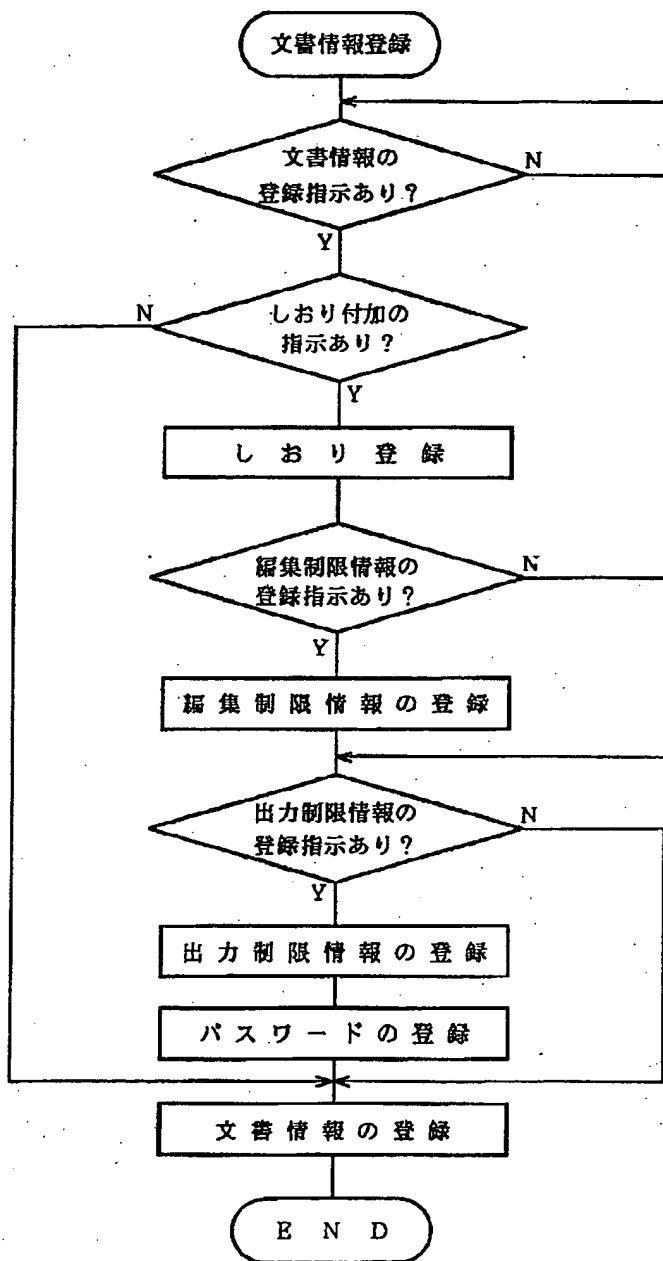 文書情報登録
文書情報の
登録指示あり?
N
Y
N
しおり付加の
指示あり?
Y
しおり登録
編集制限情報の
登録指示あり?
N
Y
編集制限情報の登録
出力制限情報の
登録指示あり?
N
Y
出力制限情報の登録
パスワードの登録
文書情報の登録
END